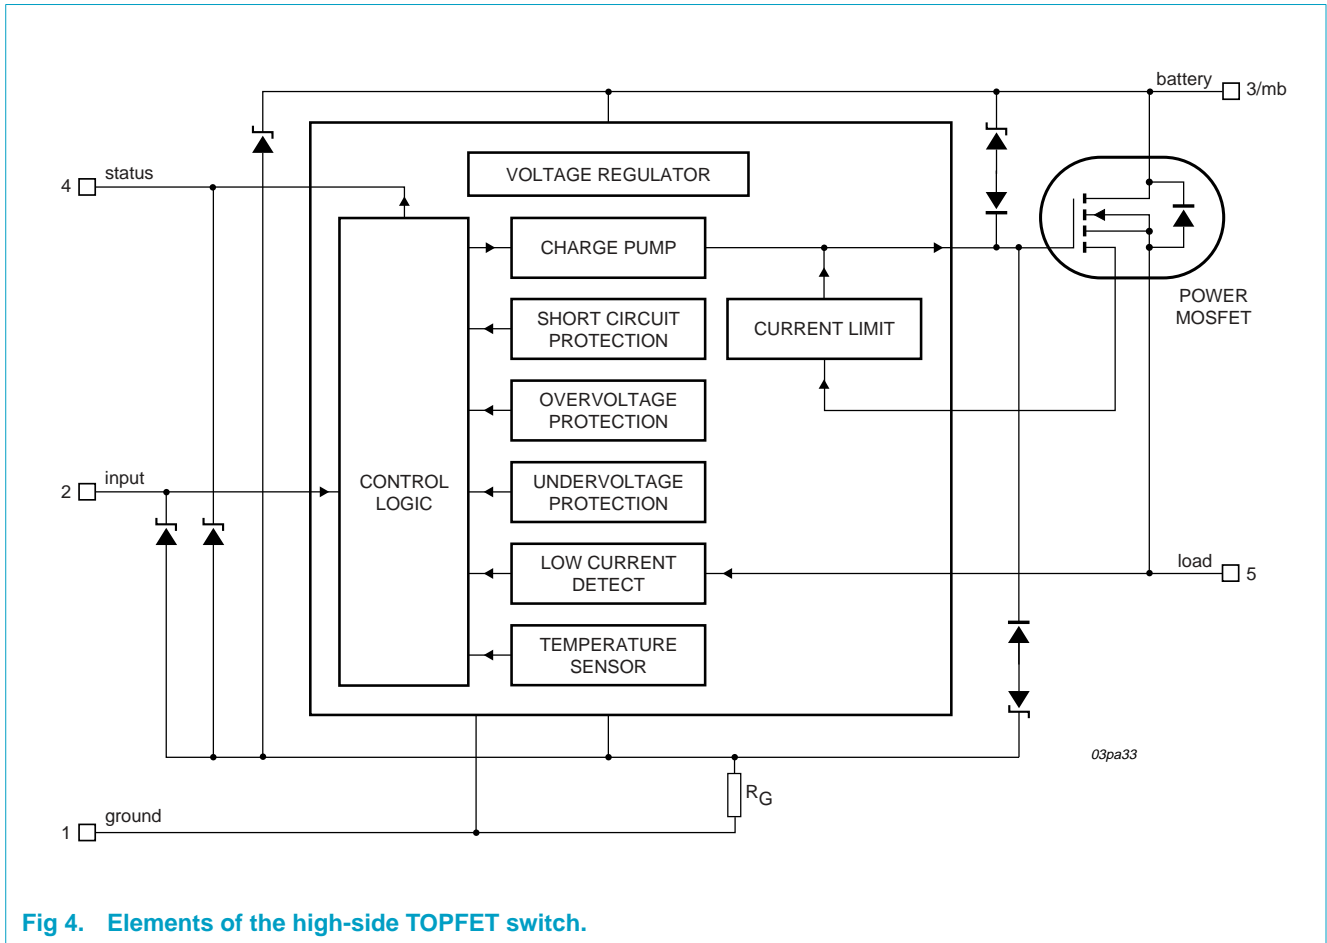 battery
3/mb
4
status
VOLTAGE REGULATOR
CHARGE PUMP
POWER
MOSFET
SHORT CIRCUIT
PROTECTION
CURRENT LIMIT
OVERVOLTAGE
PROTECTION
2
input
CONTROL
LOGIC
UNDERVOLTAGE
PROTECTION
LOW CURRENT
DETECT
load
5
TEMPERATURE
SENSOR
03pa33
RG
1
ground
Fig 4. Elements of the high-side TOPFET switch.